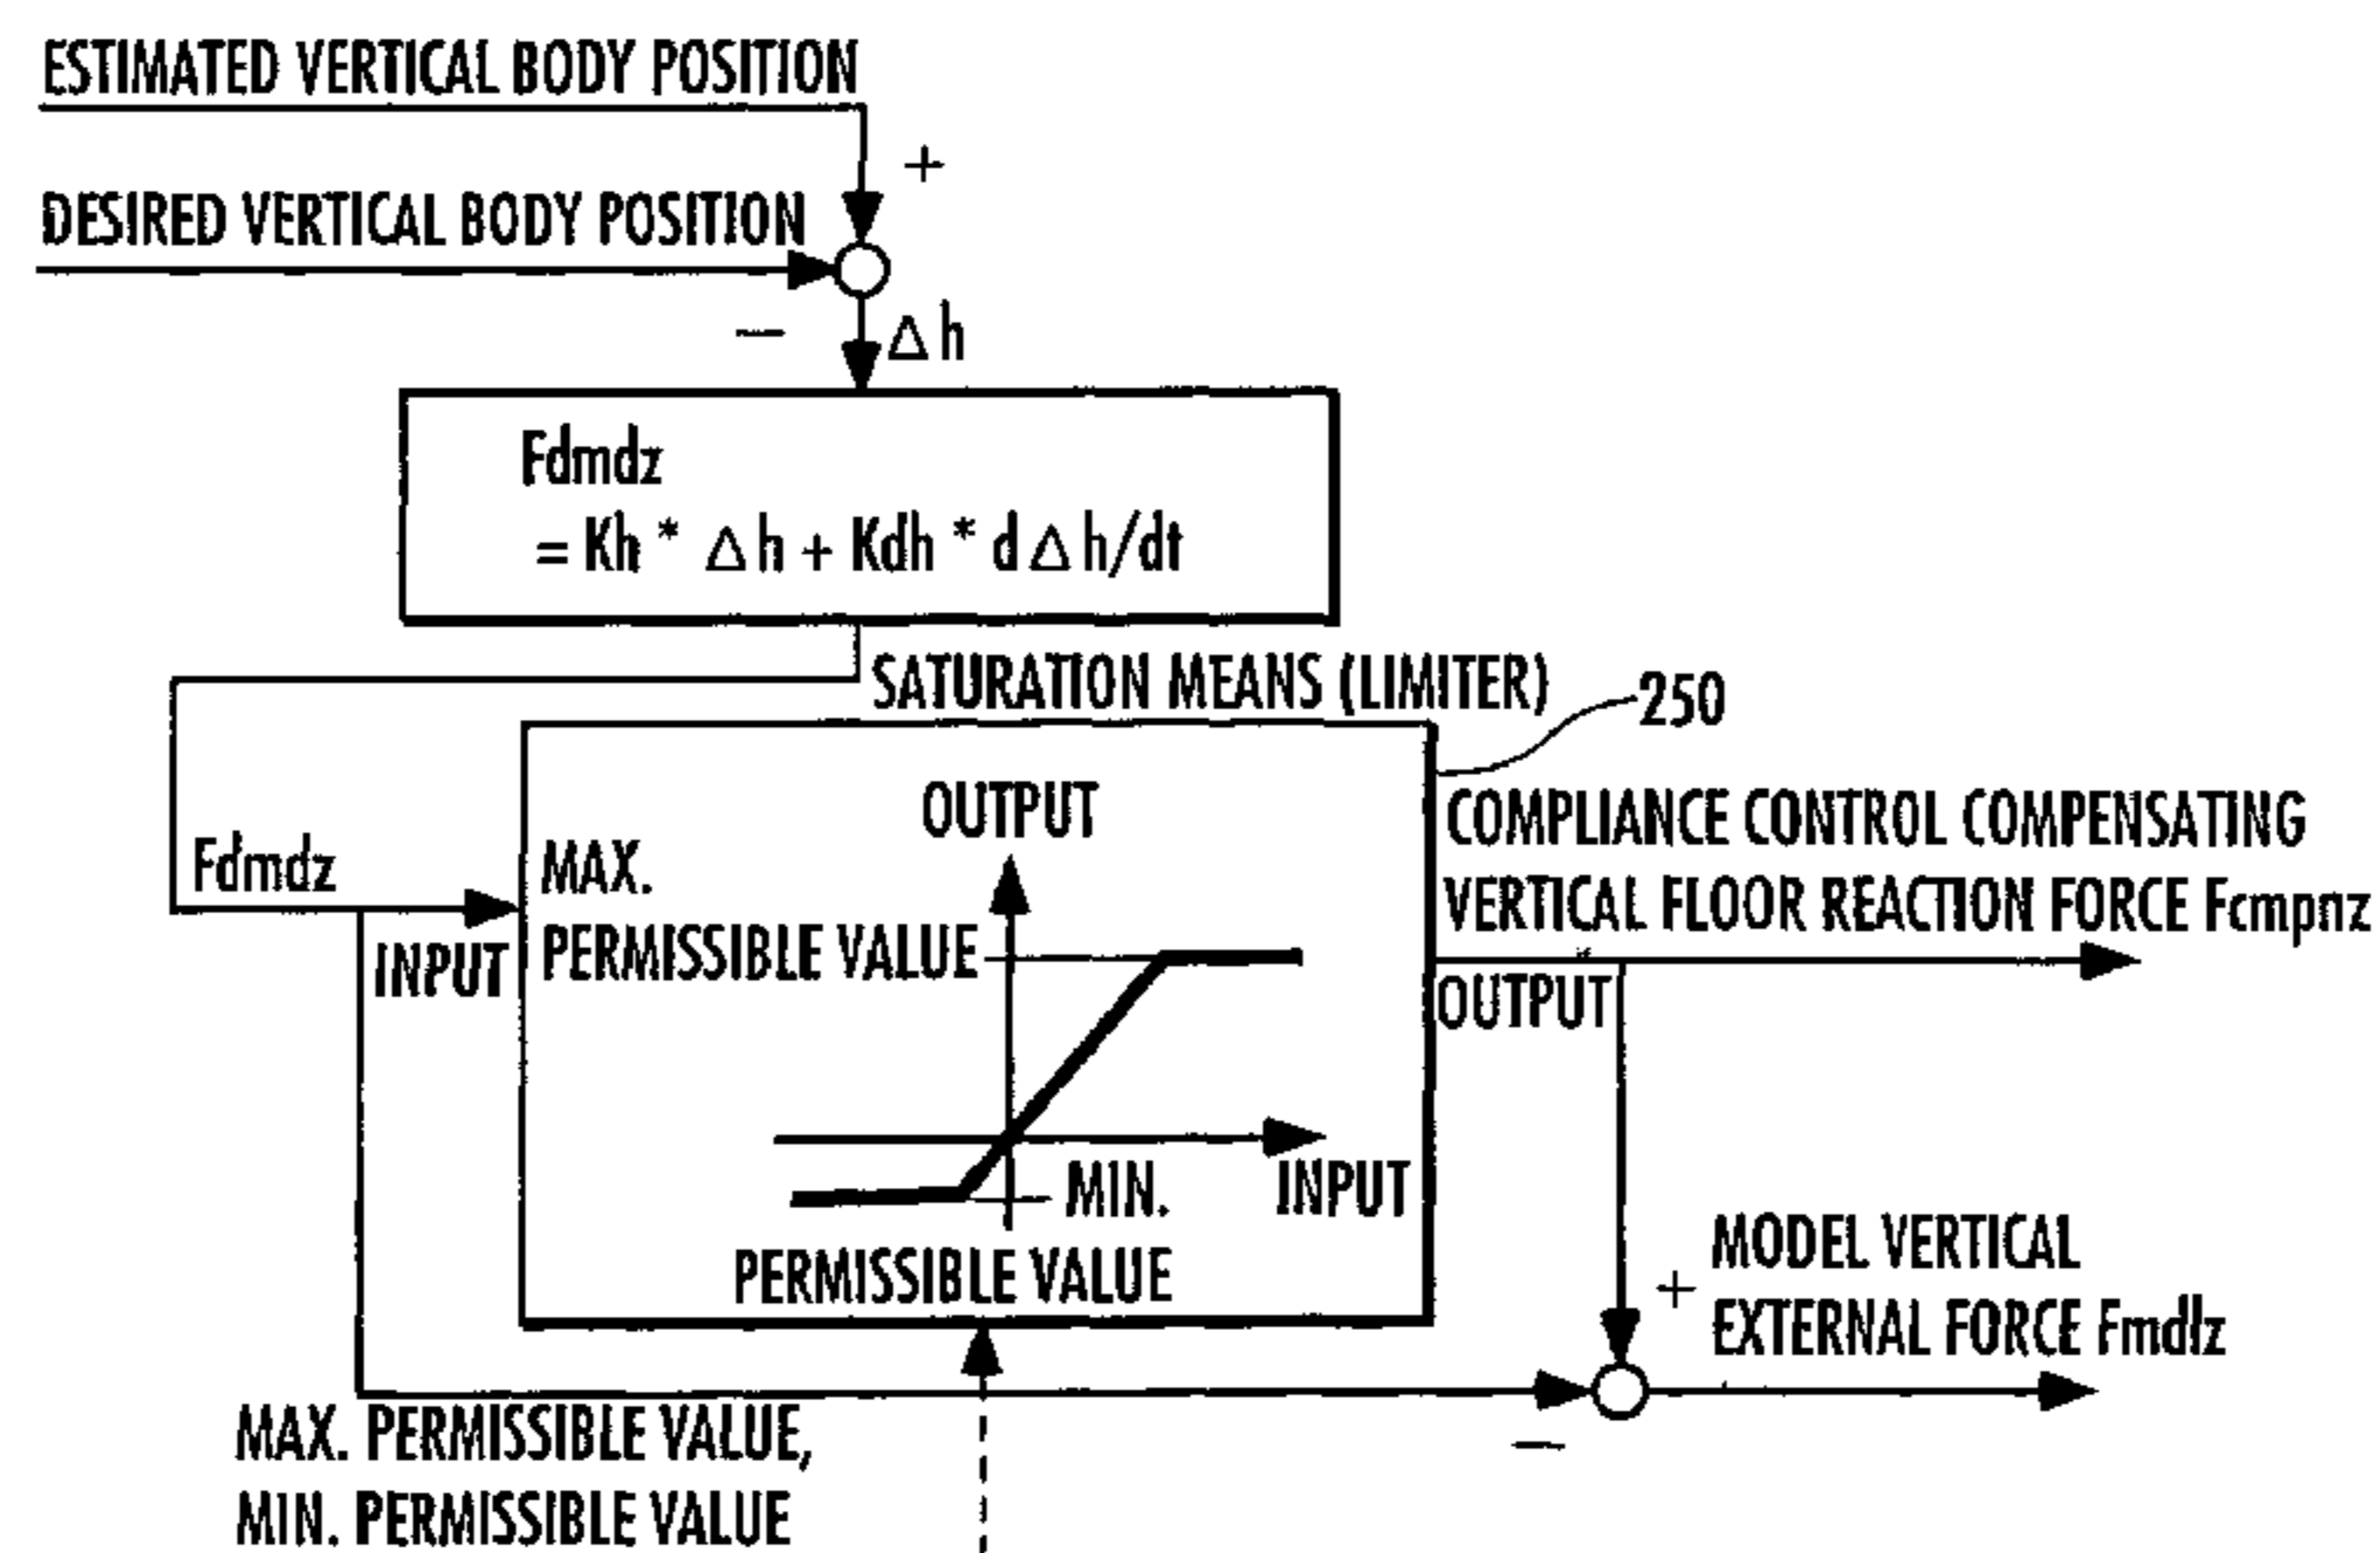 ESTIMATED VERTICAL BODY POSITION
+
DESIRED VERTICAL BODY POSITION
−
Δh
Fdmdz
= Kh * Δh + Kdh * dΔh/dt
SATURATION MEANS (LIMITER)
250
OUTPUT
COMPLIANCE CONTROL COMPENSATING
VERTICAL FLOOR REACTION FORCE Fcmpnz
Fdmdz
INPUT
MAX.
PERMISSIBLE VALUE
OUTPUT
MIN.
PERMISSIBLE VALUE
INPUT
+
MODEL VERTICAL
EXTERNAL FORCE Fmdlz
−
MAX. PERMISSIBLE VALUE,
MIN. PERMISSIBLE VALUE